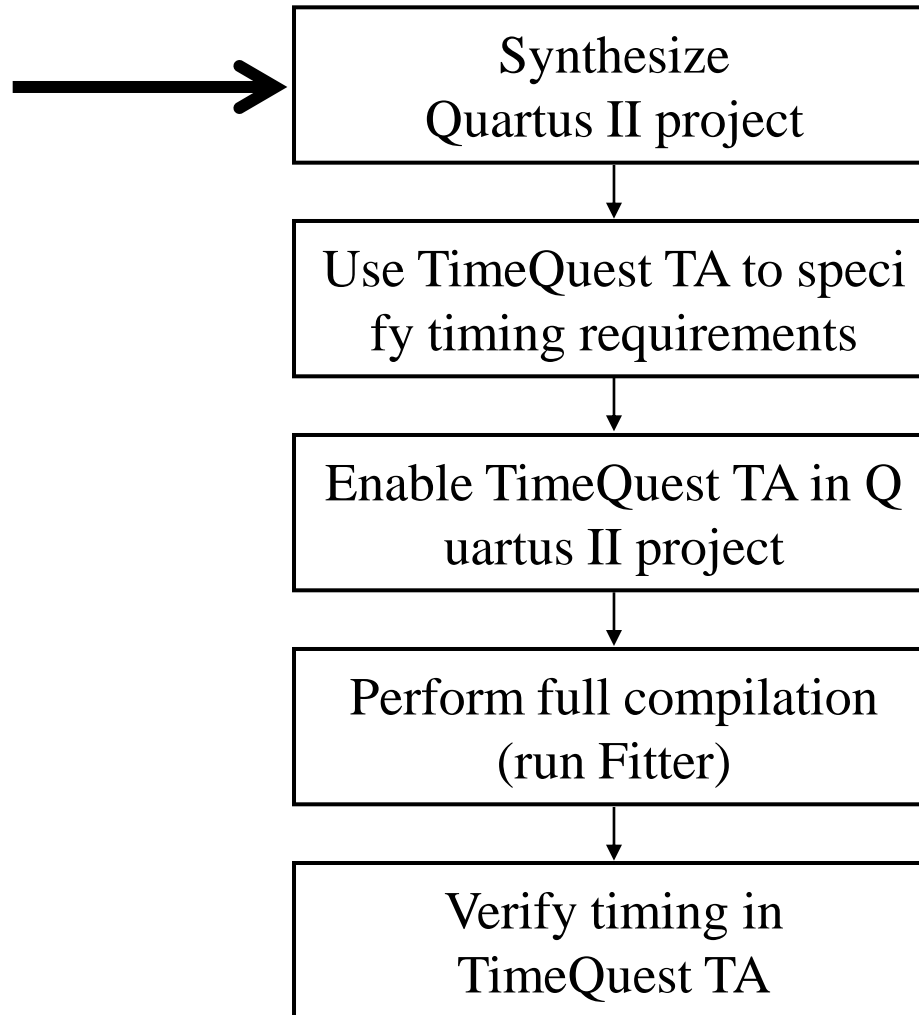 Synthesize
Quartus II project
Use TimeQuest TA to speci
fy timing requirements
Enable TimeQuest TA in Q
uartus II project
Perform full compilation
(run Fitter)
Verify timing in
TimeQuest TA